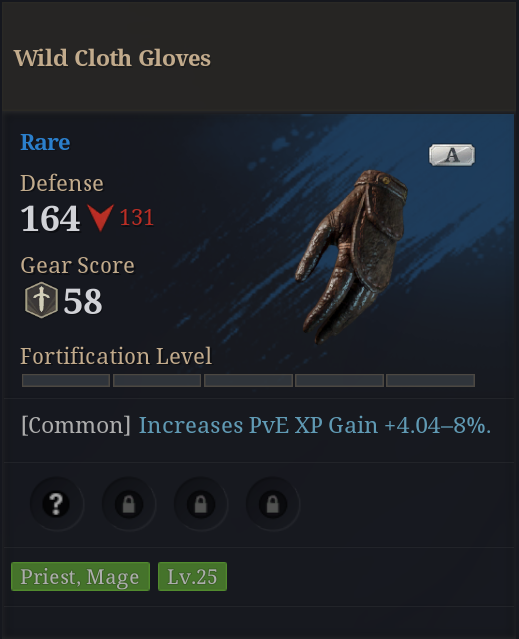 Wild Cloth Gloves
Rare
A
Defense
164 131
Gear Score
58
Fortification Level
[Common] Increases PvE XP Gain +4.04–8%.
?
Priest, Mage Lv.25